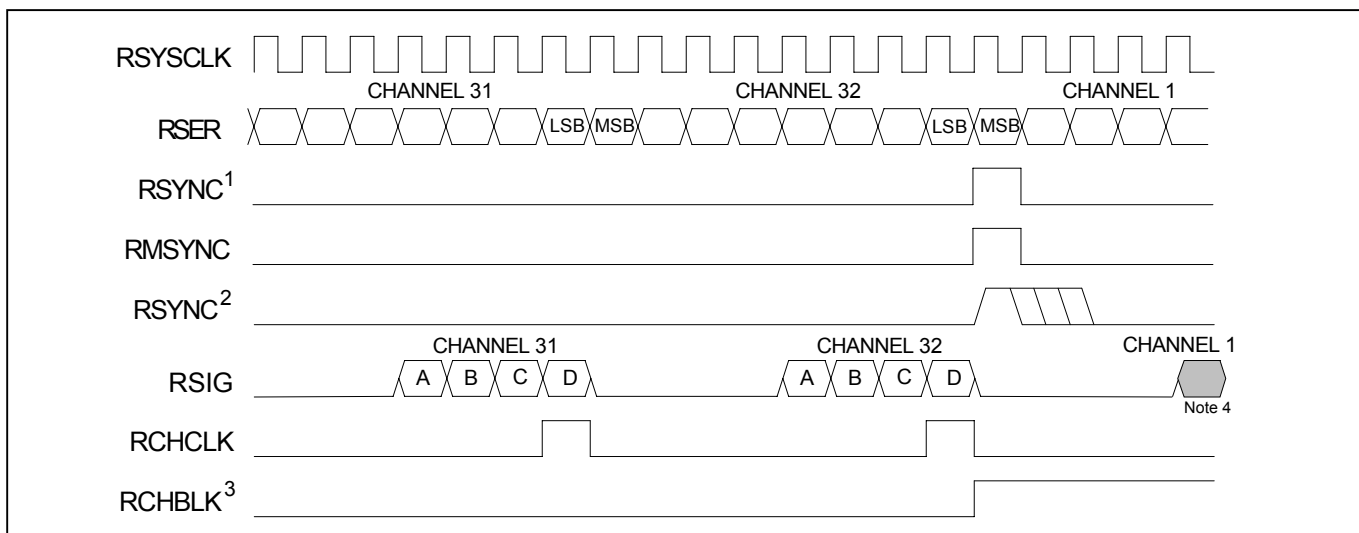 RSYSCLK
CHANNEL 31 CHANNEL 32 CHANNEL 1
RSER LSB MSB LSB MSB
RSYNC¹
RMSYNC
RSYNC²
CHANNEL 31 CHANNEL 32 CHANNEL 1
RSIG A B C D A B C D
Note 4
RCHCLK
RCHBLK³